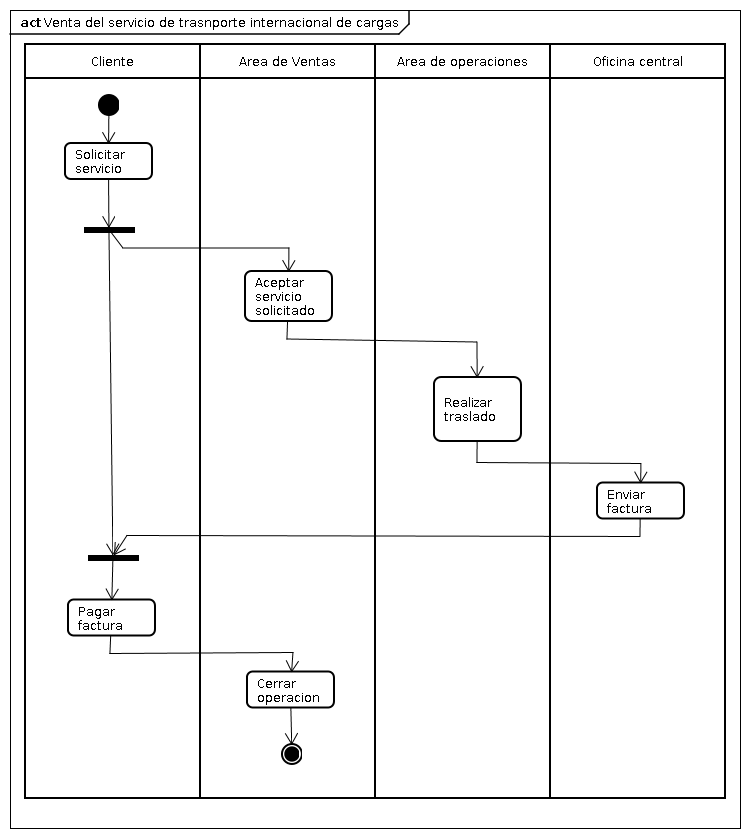 act Venta del servicio de trasnporte internacional de cargas
Cliente
Area de Ventas
Area de operaciones
Oficina central
Solicitar
servicio
Aceptar
servicio
solicitado
Realizar
traslado
Enviar
factura
Pagar
factura
Cerrar
operacion